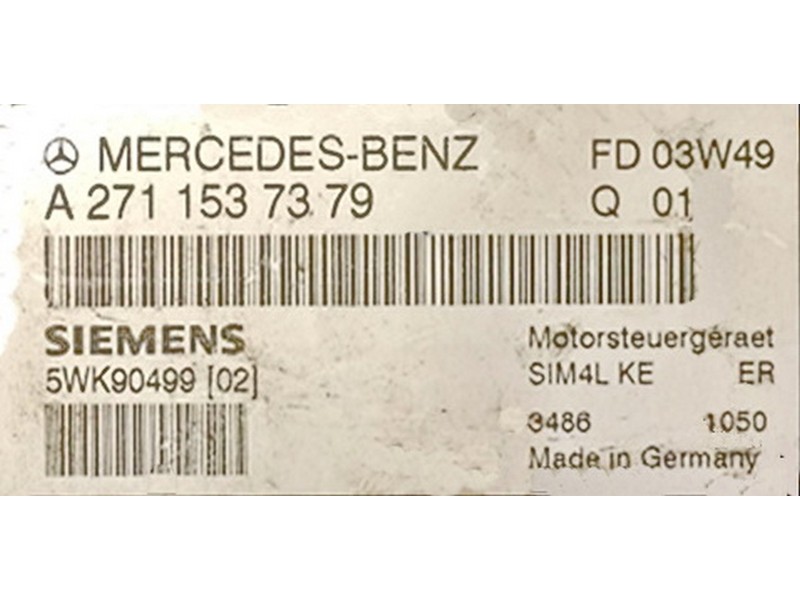 MERCEDES-BENZ FD 03W49
A 271 153 73 79 Q 01
SIEMENS
5WK90499 [02]
Motorsteuergeraet
SIM4L KE ER
3486 1050
Made in Germany